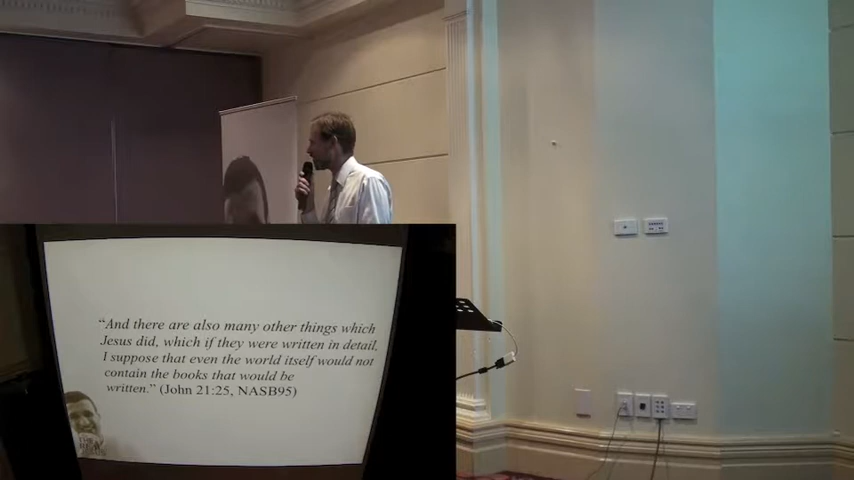 “And there are also many other things which
Jesus did, which if they were written in detail,
I suppose that even the world itself would not
contain the books that would be
written.” (John 21:25, NASB95)